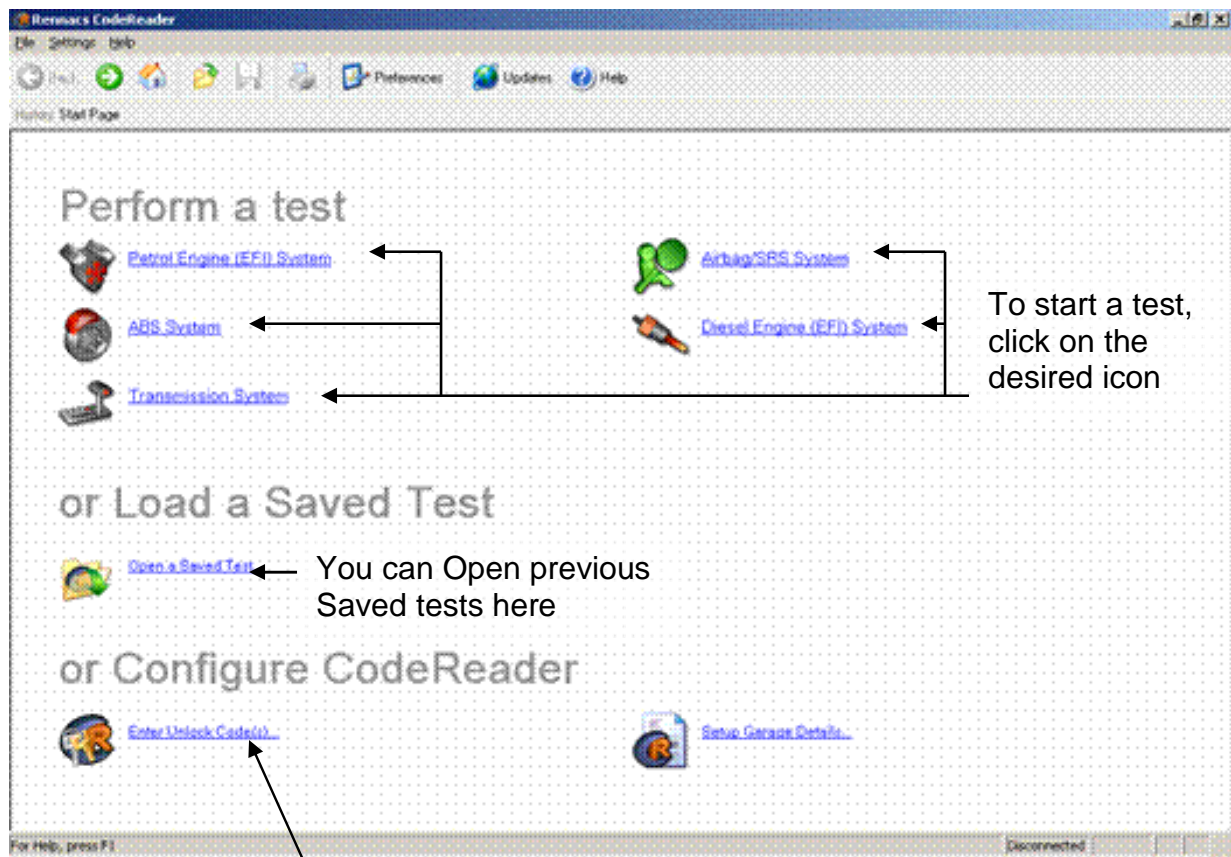 Rennacs CodeReader
File Settings Help
Preferences Updates Help
History: Start Page
Perform a test
Petrol Engine (EFI) System
Airbag/SRS System
ABS System
Diesel Engine (EFI) System
Transmission System
To start a test,
click on the
desired icon
or Load a Saved Test
Open a Saved Test
You can Open previous
Saved tests here
or Configure CodeReader
Enter Unlock Code(s)...
Setup Garage Details...
For Help, press F1
Disconnected